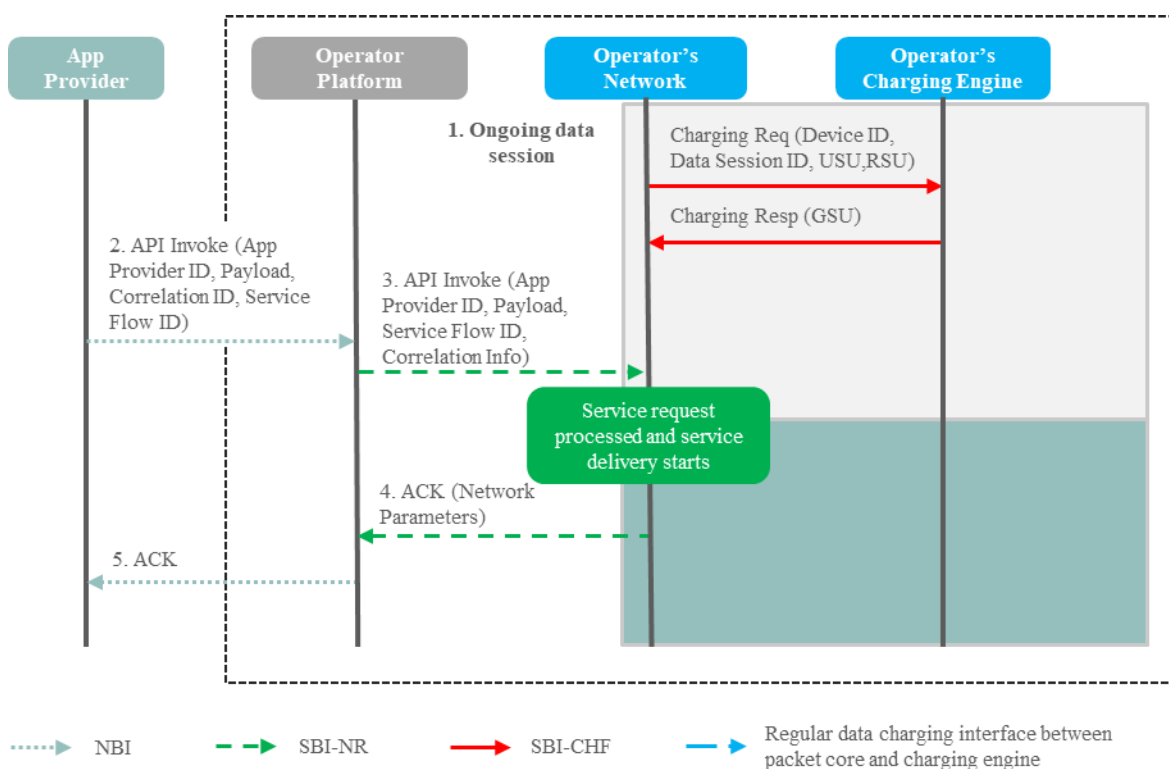 App
Provider
Operator
Platform
Operator's
Network
Operator's
Charging Engine
1. Ongoing data
session
Charging Req (Device ID,
Data Session ID, USU,RSU)
Charging Resp (GSU)
2. API Invoke (App
Provider ID, Payload,
Correlation ID, Service
Flow ID)
3. API Invoke (App
Provider ID, Payload,
Service Flow ID,
Correlation Info)
Service request
processed and service
delivery starts
4. ACK (Network
Parameters)
5. ACK
NBI
SBI-NR
SBI-CHF
Regular data charging interface between
packet core and charging engine